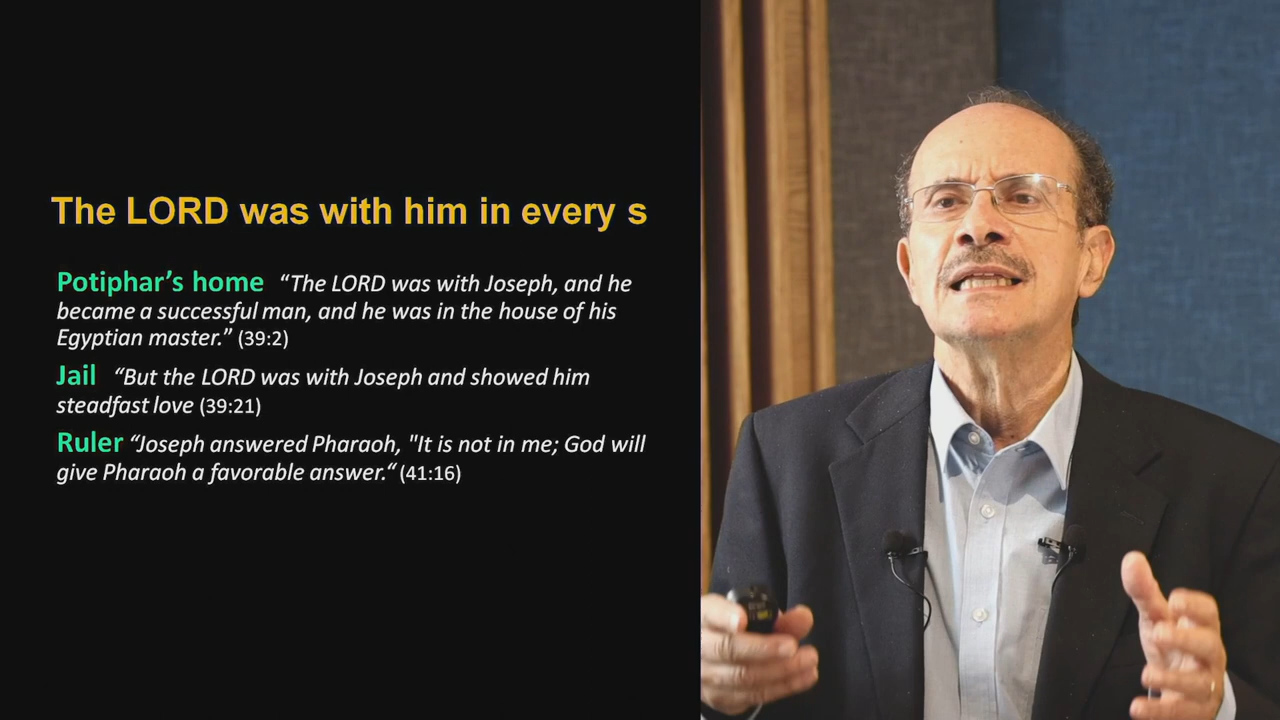 The LORD was with him in every s
Potiphar’s home “The LORD was with Joseph, and he
became a successful man, and he was in the house of his
Egyptian master.” (39:2)
Jail “But the LORD was with Joseph and showed him
steadfast love (39:21)
Ruler “Joseph answered Pharaoh, "It is not in me; God will
give Pharaoh a favorable answer.“ (41:16)